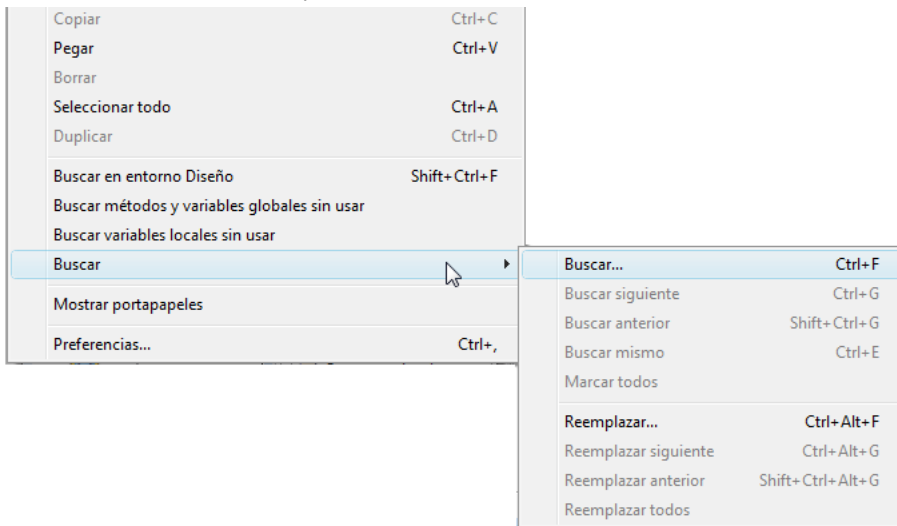 Copiar Ctrl+C
Pegar Ctrl+V
Borrar
Seleccionar todo Ctrl+A
Duplicar Ctrl+D
Buscar en entorno Diseño Shift+Ctrl+F
Buscar métodos y variables globales sin usar
Buscar variables locales sin usar
Buscar
Mostrar portapapeles
Preferencias... Ctrl+,
Buscar... Ctrl+F
Buscar siguiente Ctrl+G
Buscar anterior Shift+Ctrl+G
Buscar mismo Ctrl+E
Marcar todos
Reemplazar... Ctrl+Alt+F
Reemplazar siguiente Ctrl+Alt+G
Reemplazar anterior Shift+Ctrl+Alt+G
Reemplazar todos